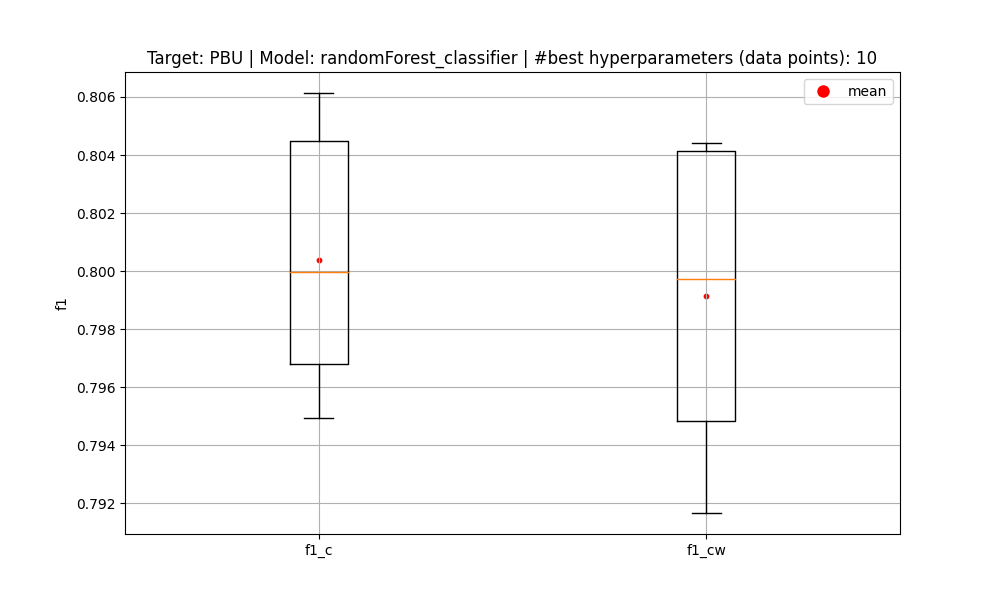 Target: PBU | Model: randomForest_classifier | #best hyperparameters (data points): 10
mean
0.806
0.804
0.802
0.800
0.798
0.796
0.794
0.792
f1
f1_c
f1_cw